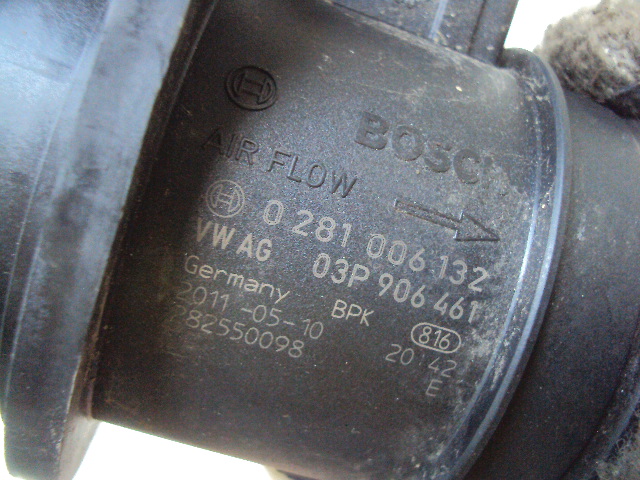 BOSCH
AIR FLOW
0 281 006 132
VW AG 03P 906 461
Germany BPK 816
2011-05-10 20 42
282550098 E